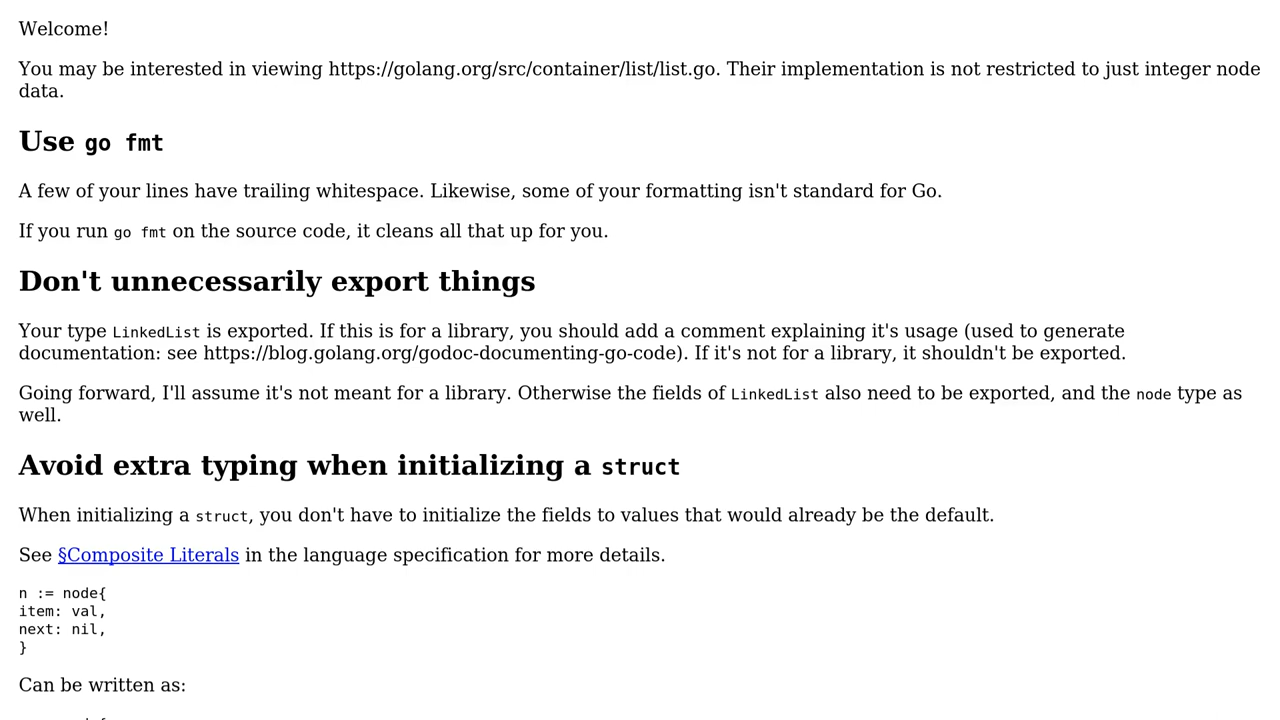 Welcome!
You may be interested in viewing https://golang.org/src/container/list/list.go. Their implementation is not restricted to just integer node
data.
Use go fmt
A few of your lines have trailing whitespace. Likewise, some of your formatting isn't standard for Go.
If you run go fmt on the source code, it cleans all that up for you.
Don't unnecessarily export things
Your type LinkedList is exported. If this is for a library, you should add a comment explaining it's usage (used to generate
documentation: see https://blog.golang.org/godoc-documenting-go-code). If it's not for a library, it shouldn't be exported.
Going forward, I'll assume it's not meant for a library. Otherwise the fields of LinkedList also need to be exported, and the node type as
well.
Avoid extra typing when initializing a struct
When initializing a struct, you don't have to initialize the fields to values that would already be the default.
See §Composite Literals in the language specification for more details.
n := node{
item: val,
next: nil,
}
Can be written as: